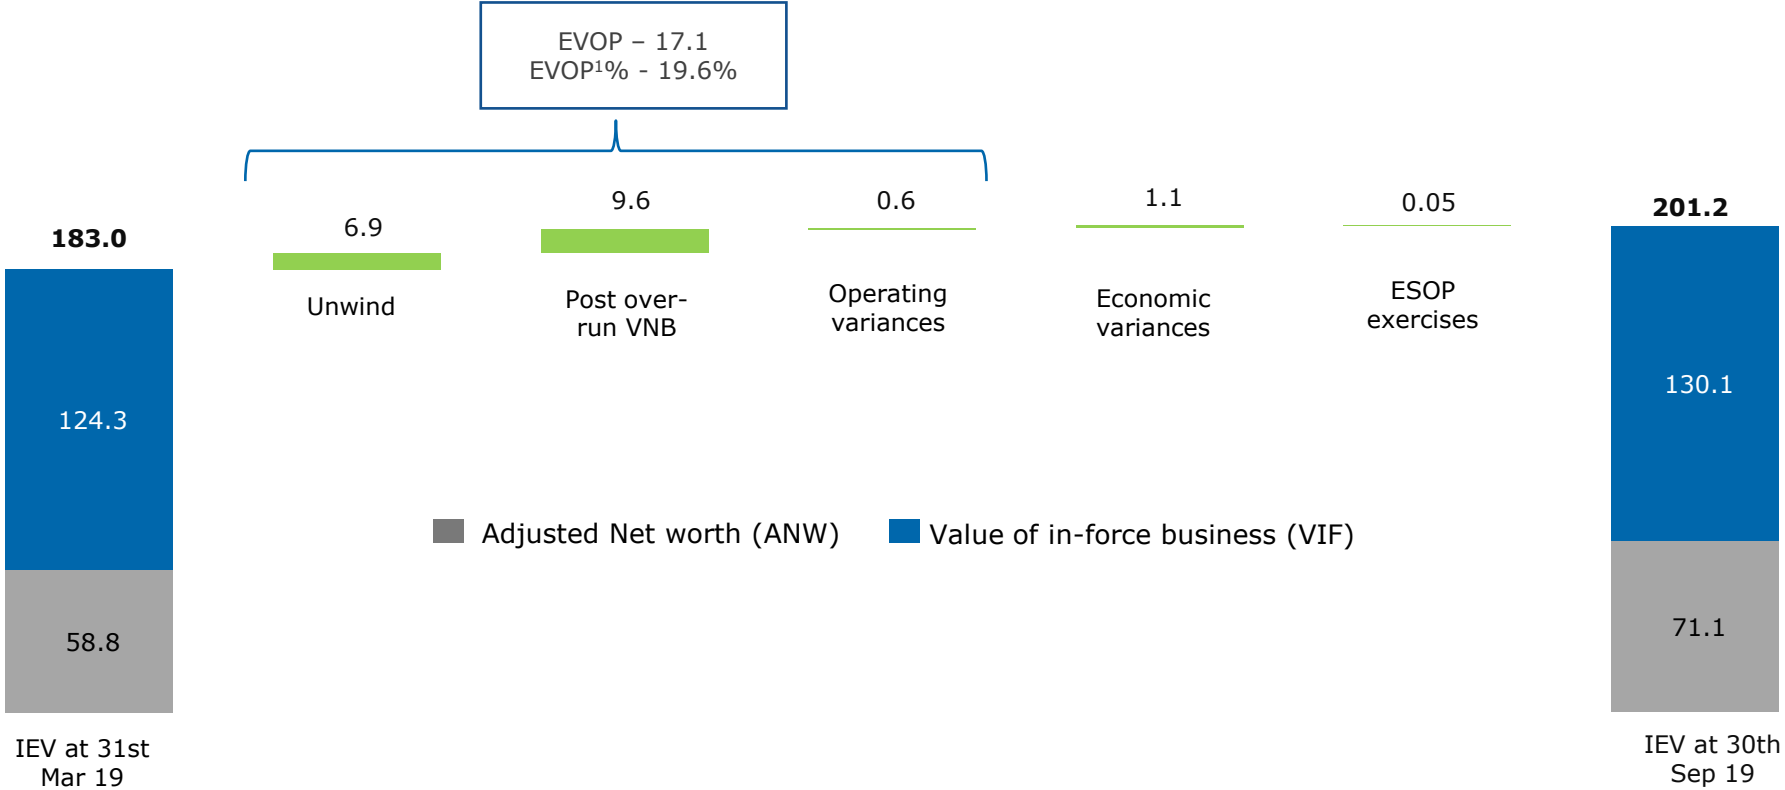 EVOP – 17.1
EVOP¹% - 19.6%
183.0
6.9
9.6
0.6
1.1
0.05
201.2
Unwind
Post over-
run VNB
Operating
variances
Economic
variances
ESOP
exercises
124.3
130.1
Adjusted Net worth (ANW)
Value of in-force business (VIF)
58.8
71.1
IEV at 31st
Mar 19
IEV at 30th
Sep 19